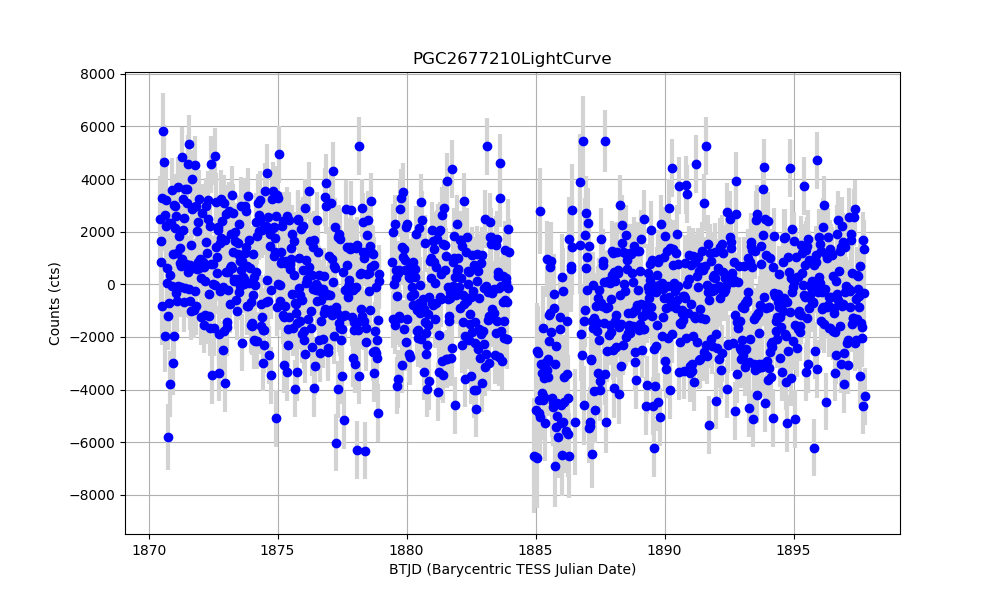 PGC2677210LightCurve
8000
6000
4000
2000
0
−2000
−4000
−6000
−8000
Counts (cts)
1870 1875 1880 1885 1890 1895
BTJD (Barycentric TESS Julian Date)